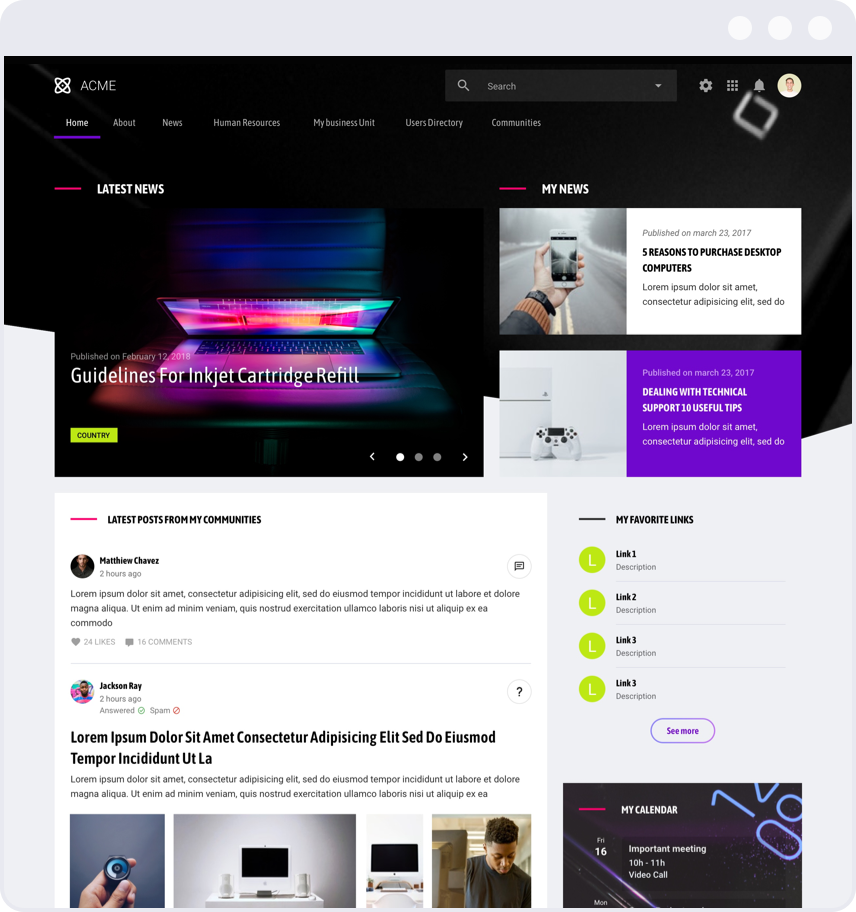 ACME
Search
Home About News Human Resources My business Unit Users Directory Communities
LATEST NEWS
Published on February 12, 2018
Guidelines For Inkjet Cartridge Refill
COUNTRY
MY NEWS
Published on march 23, 2017
5 REASONS TO PURCHASE DESKTOP
COMPUTERS
Lorem ipsum dolor sit amet,
consectetur adipisicing elit, sed do
Published on march 23, 2017
DEALING WITH TECHNICAL
SUPPORT 10 USEFUL TIPS
Lorem ipsum dolor sit amet,
consectetur adipisicing elit, sed do
LATEST POSTS FROM MY COMMUNITIES
Matthiew Chavez
2 hours ago
Lorem ipsum dolor sit amet, consectetur adipisicing elit, sed do eiusmod tempor incididunt ut labore et dolore
magna aliqua. Ut enim ad minim veniam, quis nostrud exercitation ullamco laboris nisi ut aliquip ex ea
commodo
24 LIKES 16 COMMENTS
Jackson Ray
2 hours ago
Answered Spam
?
Lorem Ipsum Dolor Sit Amet Consectetur Adipisicing Elit Sed Do Eiusmod
Tempor Incididunt Ut La
Lorem ipsum dolor sit amet, consectetur adipisicing elit, sed do eiusmod tempor incididunt ut labore et dolore
magna aliqua. Ut enim ad minim veniam, quis nostrud exercitation ullamco laboris nisi ut aliquip ex ea
MY FAVORITE LINKS
L
Link 1
Description
L
Link 2
Description
L
Link 3
Description
L
Link 3
Description
See more
MY CALENDAR
Fri
16
Important meeting
10h - 11h
Video Call
Mon